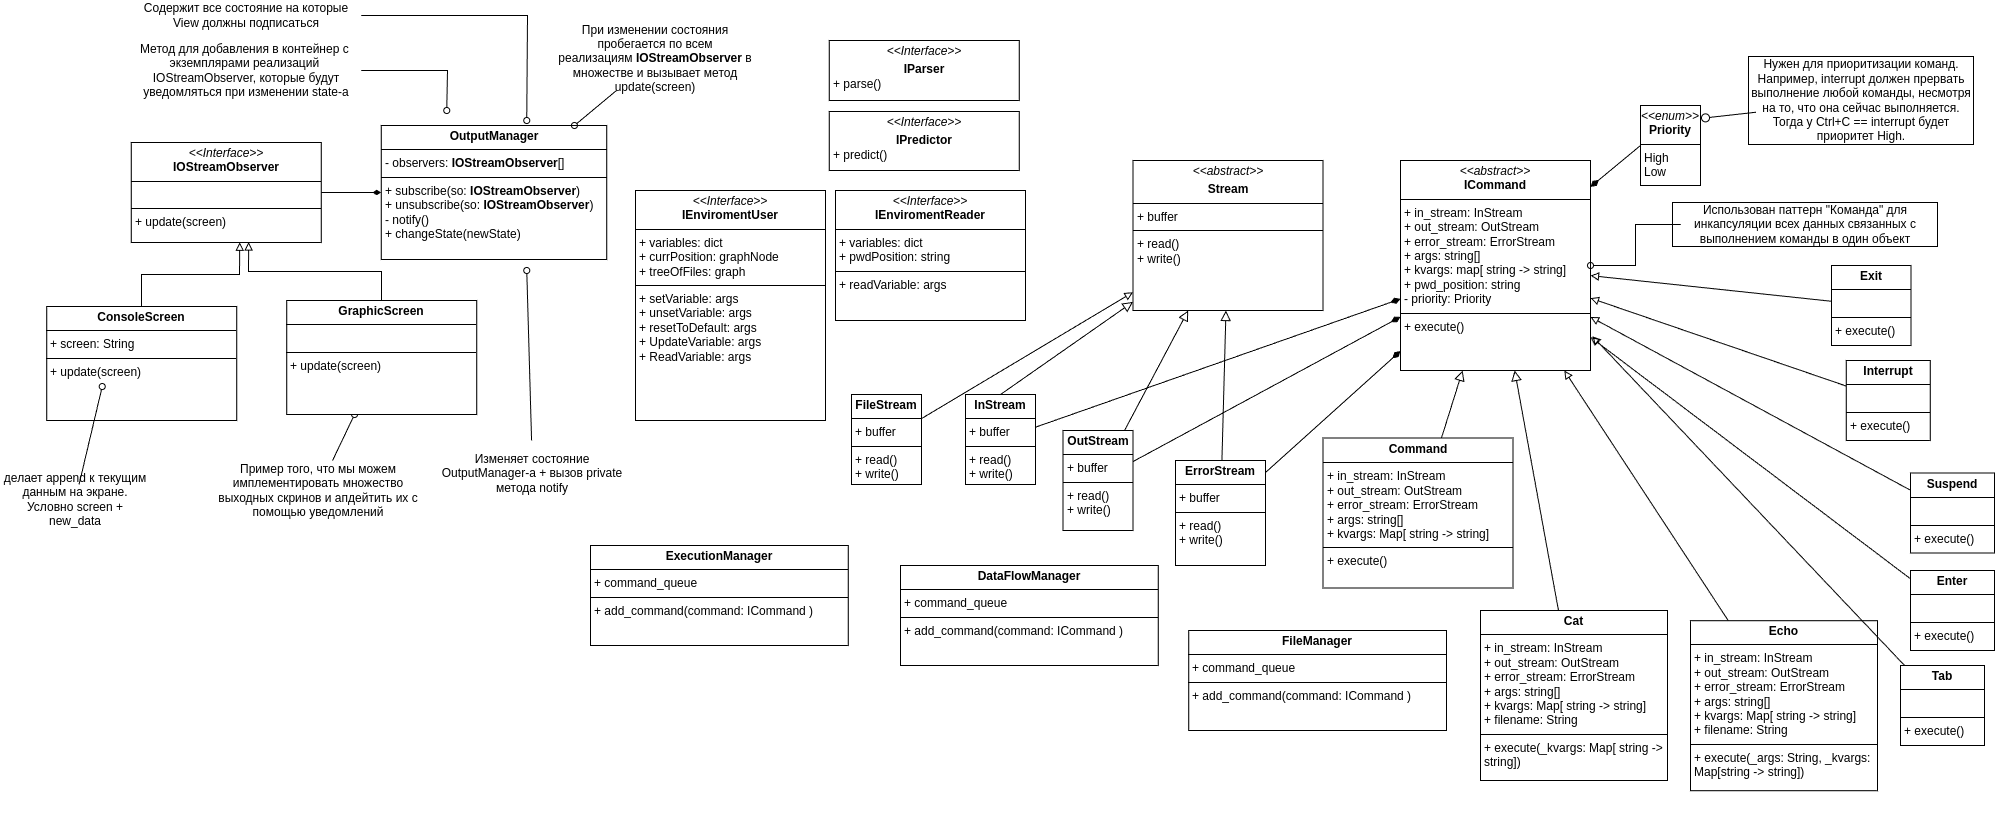 Содержит все состояние на которые
View должны подписаться
Метод для добавления в контейнер с
экземплярами реализаций
IOStreamObserver, которые будут
уведомляться при изменении state-a
При изменении состояния
пробегается по всем
реализациям IOStreamObserver в
множестве и вызывает метод
update(screen)
<<Interface>>
IOStreamObserver
+ update(screen)
OutputManager
- observers: IOStreamObserver[]
+ subscribe(so: IOStreamObserver)
+ unsubscribe(so: IOStreamObserver)
- notify()
+ changeState(newState)
ConsoleScreen
+ screen: String
+ update(screen)
GraphicScreen
+ update(screen)
делает append к текущим
данным на экране.
Условно screen +
new_data
Пример того, что мы можем
имплементировать множество
выходных скринов и апдейтить их с
помощью уведомлений
Изменяет состояние
OutputManager-а + вызов private
метода notify
<<Interface>>
IParser
+ parse()
<<Interface>>
IPredictor
+ predict()
<<Interface>>
IEnviromentUser
+ variables: dict
+ currPosition: graphNode
+ treeOfFiles: graph
+ setVariable: args
+ unsetVariable: args
+ resetToDefault: args
+ UpdateVariable: args
+ ReadVariable: args
<<Interface>>
IEnviromentReader
+ variables: dict
+ pwdPosition: string
+ readVariable: args
<<abstract>>
Stream
+ buffer
+ read()
+ write()
<<abstract>>
ICommand
+ in_stream: InStream
+ out_stream: OutStream
+ error_stream: ErrorStream
+ args: string[]
+ kvargs: map[ string -> string]
+ pwd_position: string
- priority: Priority
+ execute()
<<enum>>
Priority
High
Low
Нужен для приоритизации команд.
Например, interrupt должен прервать
выполнение любой команды, несмотря
на то, что она сейчас выполняется.
Тогда у Ctrl+C == interrupt будет
приоритет High.
Использован паттерн "Команда" для
инкапсуляции всех данных связанных с
выполнением команды в один объект
Exit
+ execute()
Interrupt
+ execute()
Suspend
+ execute()
Enter
+ execute()
Tab
+ execute()
FileStream
+ buffer
+ read()
+ write()
InStream
+ buffer
+ read()
+ write()
OutStream
+ buffer
+ read()
+ write()
ErrorStream
+ buffer
+ read()
+ write()
Command
+ in_stream: InStream
+ out_stream: OutStream
+ error_stream: ErrorStream
+ args: string[]
+ kvargs: Map[ string -> string]
+ execute()
ExecutionManager
+ command_queue
+ add_command(command: ICommand )
DataFlowManager
+ command_queue
+ add_command(command: ICommand )
FileManager
+ command_queue
+ add_command(command: ICommand )
Cat
+ in_stream: InStream
+ out_stream: OutStream
+ error_stream: ErrorStream
+ args: string[]
+ kvargs: Map[ string -> string]
+ filename: String
+ execute(_kvargs: Map[ string ->
string])
Echo
+ in_stream: InStream
+ out_stream: OutStream
+ error_stream: ErrorStream
+ args: string[]
+ kvargs: Map[ string -> string]
+ filename: String
+ execute(_args: String, _kvargs:
Map[string -> string])